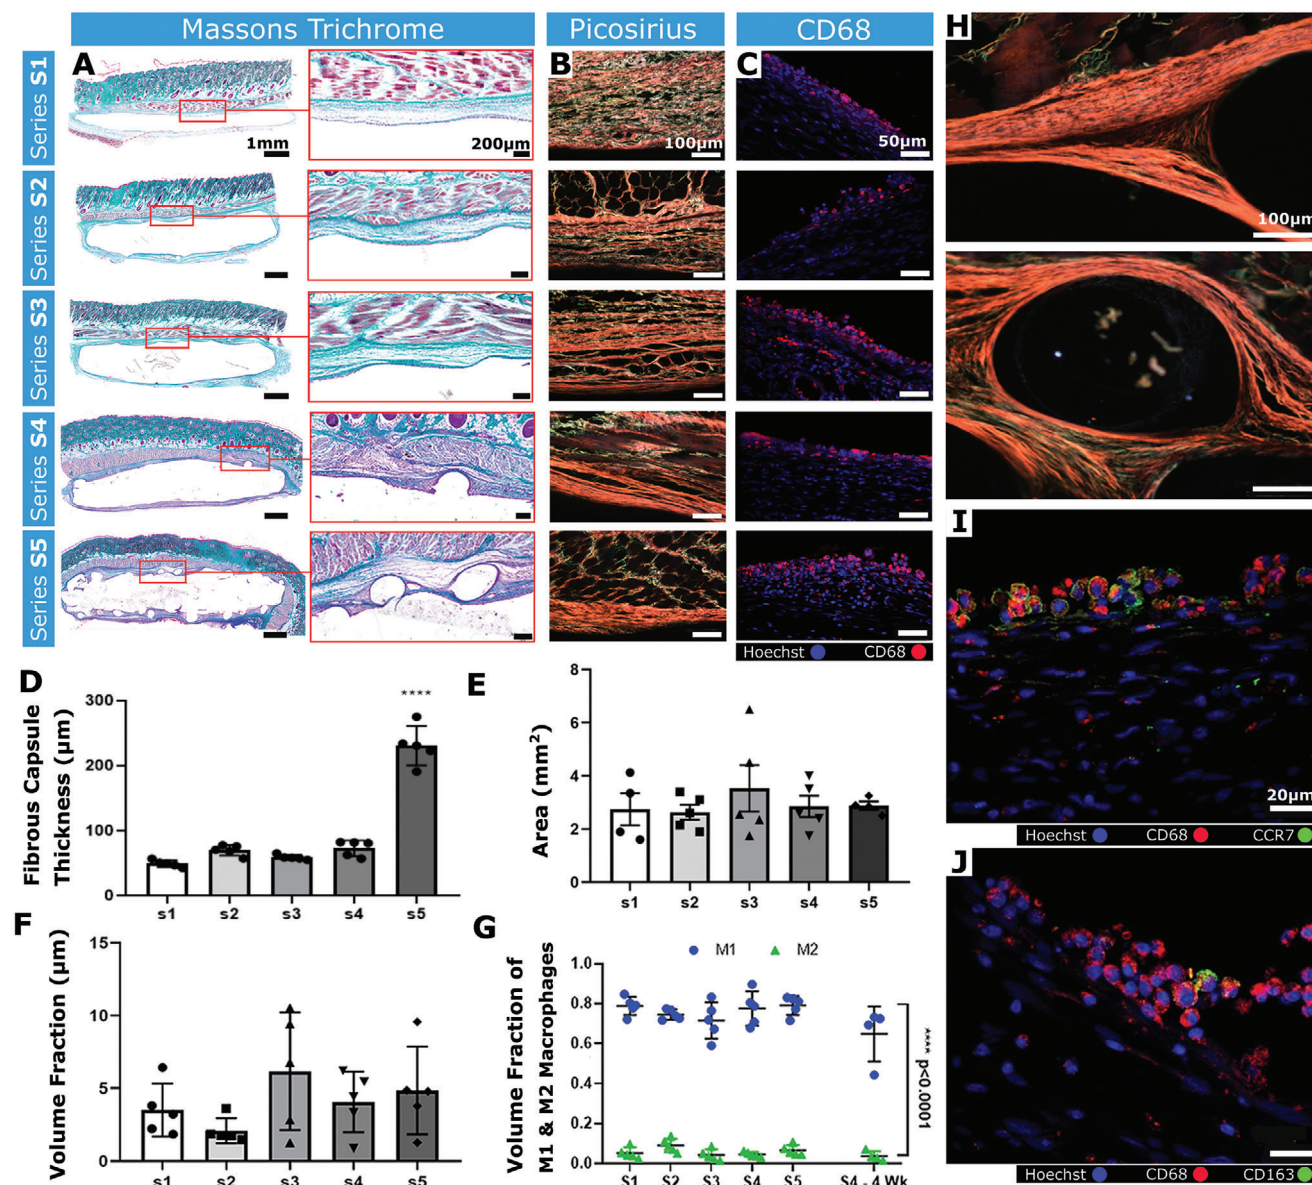 Massons Trichrome
Picosirius
CD68
H
Series S1
A
B
C
1mm
200µm
100µm
50µm
100µm
Series S2
Series S3
Series S4
Series S5
I
Hoechst CD68
20µm
Hoechst CD68 CCR7
D
Fibrous Capsule
Thickness (µm)
300
200
100
0
****
s1 s2 s3 s4 s5
E
Area (mm²)
8
6
4
2
0
s1 s2 s3 s4 s5
J
F
Volume Fraction (µm)
15
10
5
0
s1 s2 s3 s4 s5
G
Volume Fraction of
M1 & M2 Macrophages
M1 M2
1.0
0.8
0.6
0.4
0.2
0.0
**** p<0.0001
S1 S2 S3 S4 S5 S4 - 4 Wk
Hoechst CD68 CD163